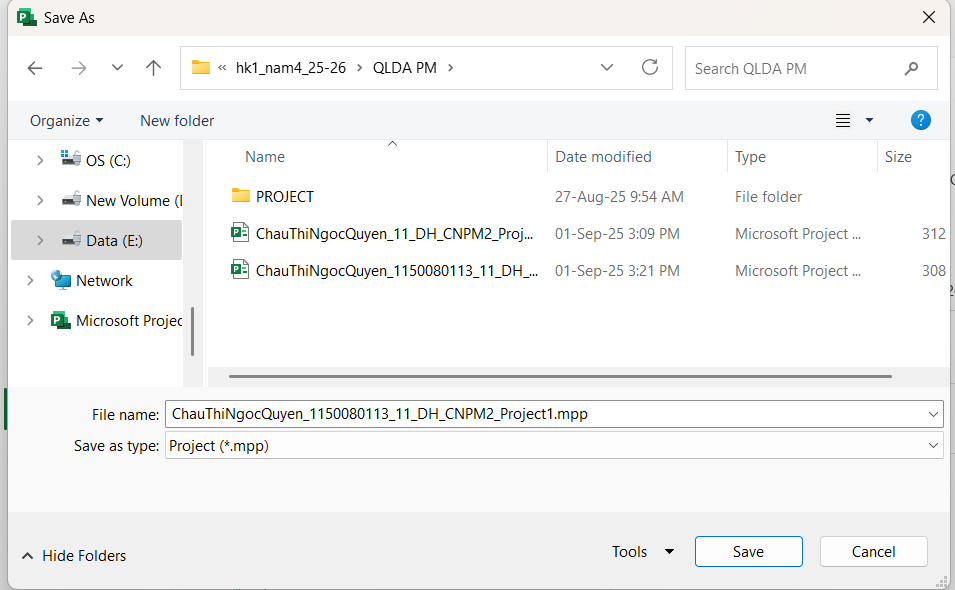 Save As
« hk1_nam4_25-26 › QLDA PM ›
Search QLDA PM
Organize
New folder
?
Name
Date modified
Type
Size
OS (C:)
New Volume (
Data (E:)
Network
Microsoft Projec
PROJECT 27-Aug-25 9:54 AM File folder
ChauThiNgocQuyen_11_DH_CNPM2_Proj... 01-Sep-25 3:09 PM Microsoft Project ... 312
ChauThiNgocQuyen_1150080113_11_DH_... 01-Sep-25 3:21 PM Microsoft Project ... 308
File name: ChauThiNgocQuyen_1150080113_11_DH_CNPM2_Project1.mpp
Save as type: Project (*.mpp)
Hide Folders
Tools
Save
Cancel